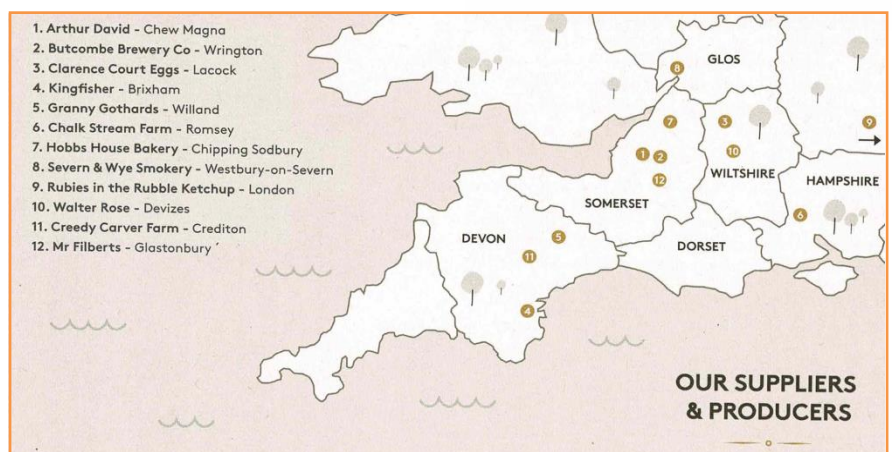 1. Arthur David - Chew Magna
2. Butcombe Brewery Co - Wrington
3. Clarence Court Eggs - Lacock
4. Kingfisher - Brixham
5. Granny Gothards - Willand
6. Chalk Stream Farm - Romsey
7. Hobbs House Bakery - Chipping Sodbury
8. Severn & Wye Smokery - Westbury-on-Severn
9. Rubies in the Rubble Ketchup - London
10. Walter Rose - Devizes
11. Creedy Carver Farm - Crediton
12. Mr Filberts - Glastonbury
GLOS
8
7
3
9
1
2
10
12
WILTSHIRE
HAMPSHIRE
SOMERSET
6
DEVON
5
DORSET
11
4
OUR SUPPLIERS
& PRODUCERS